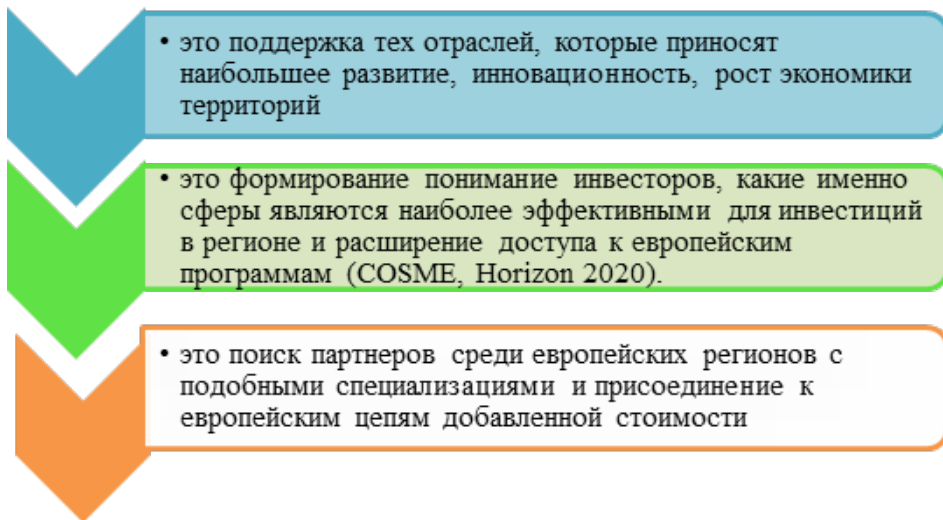 • это поддержка тех отраслей, которые приносят
наибольшее развитие, инновационность, рост экономики
территорий
• это формирование понимание инвесторов, какие именно
сферы являются наиболее эффективными для инвестиций
в регионе и расширение доступа к европейским
программам (COSME, Horizon 2020).
• это поиск партнеров среди европейских регионов с
подобными специализациями и присоединение к
европейским цепям добавленной стоимости